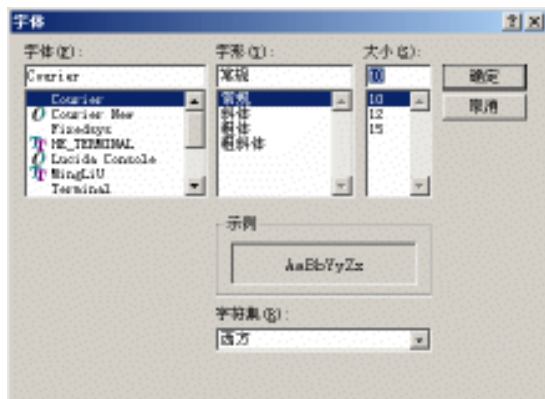 字体
字体(F):
字形(Y):
大小(S):
Courier
常规
10
确定
取消
Courier
Courier New
Fixedsys
MK_TERMINAL
Lucida Console
MingLiU
Terminal
常规
斜体
粗体
粗斜体
10
12
15
示例
AaBbYyZz
字符集(R):
西方